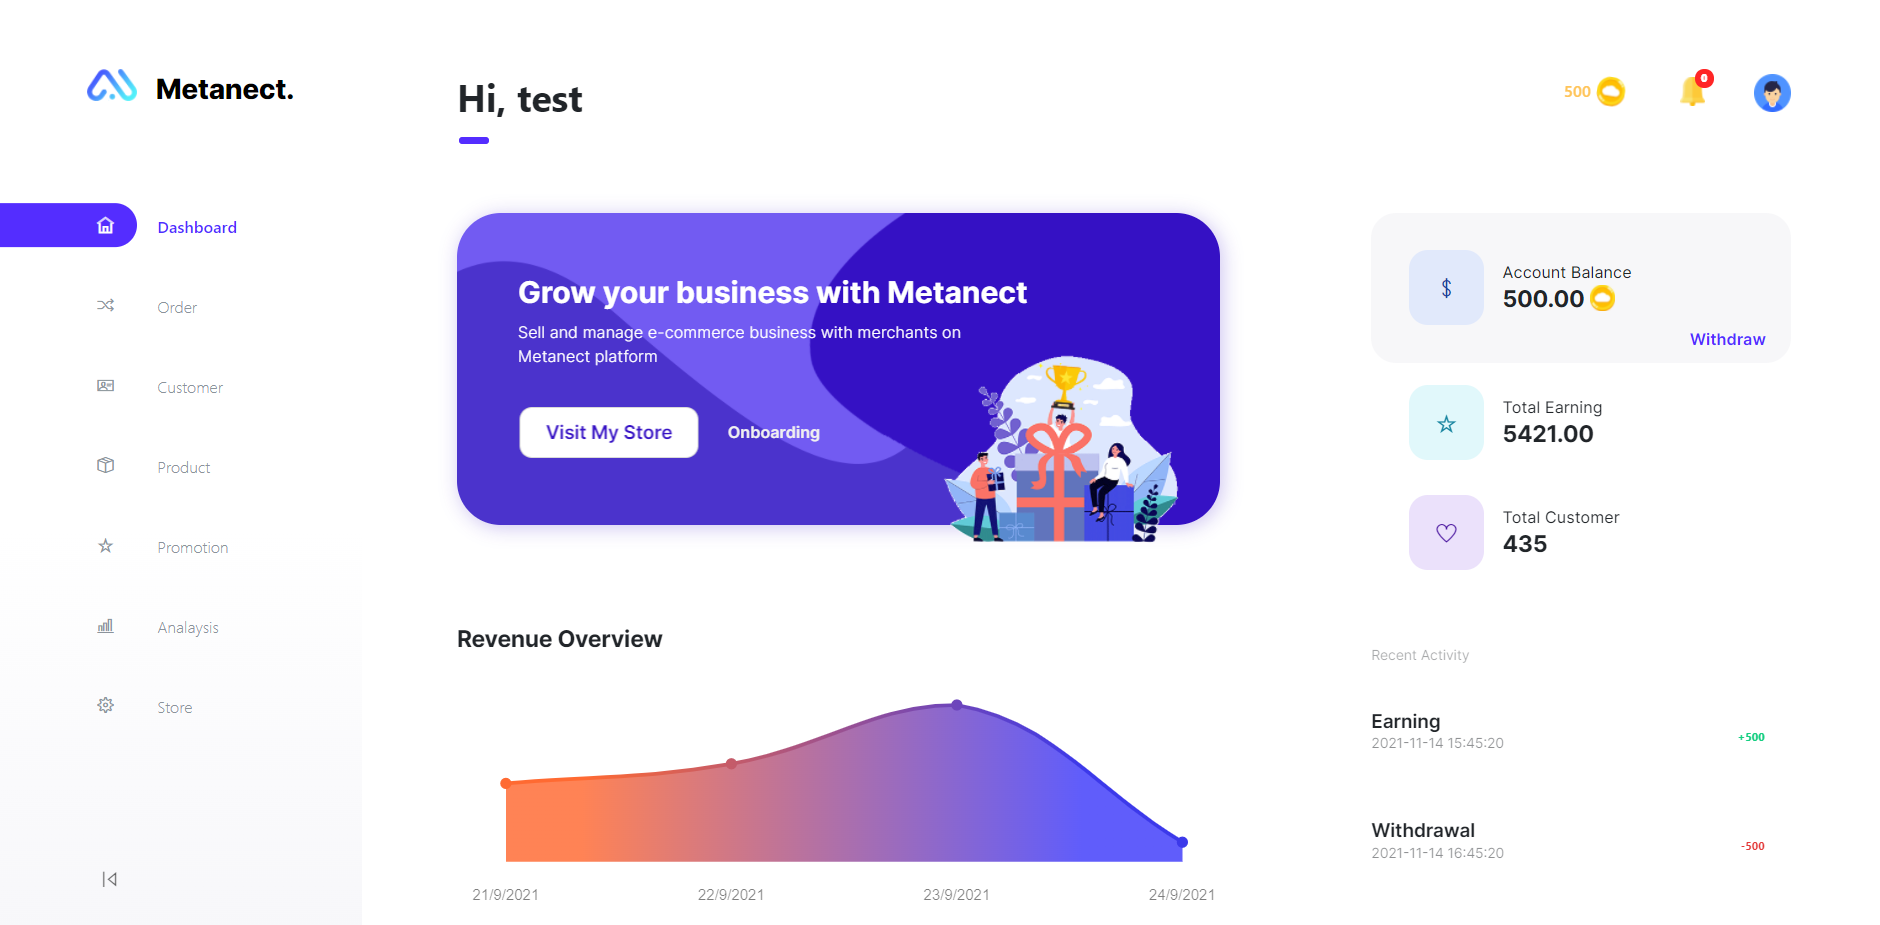 Metanect.
Hi, test
500
0
Dashboard
Order
Customer
Product
Promotion
Analaysis
Store
Grow your business with Metanect
Sell and manage e-commerce business with merchants on
Metanect platform
Visit My Store
Onboarding
$
Account Balance
500.00
Withdraw
Total Earning
5421.00
Total Customer
435
Revenue Overview
21/9/2021
22/9/2021
23/9/2021
24/9/2021
Recent Activity
Earning
2021-11-14 15:45:20
+500
Withdrawal
2021-11-14 16:45:20
-500